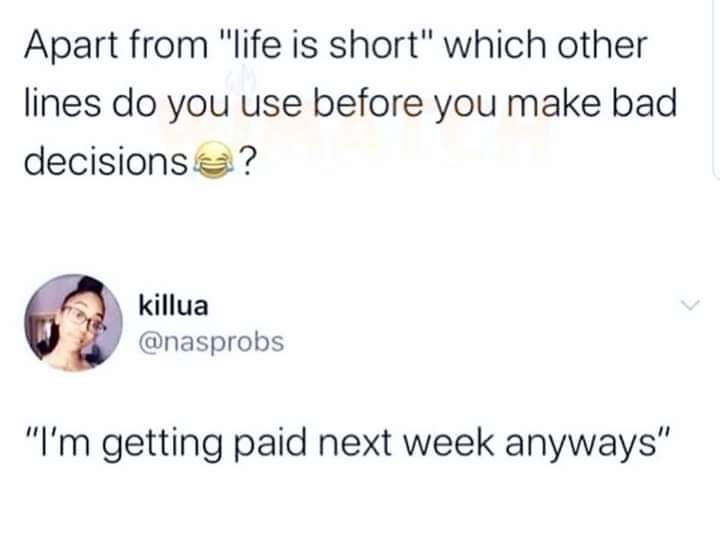 Apart from "life is short" which other
lines do you use before you make bad
decisions😂?
killua
@nasprobs
"I'm getting paid next week anyways"